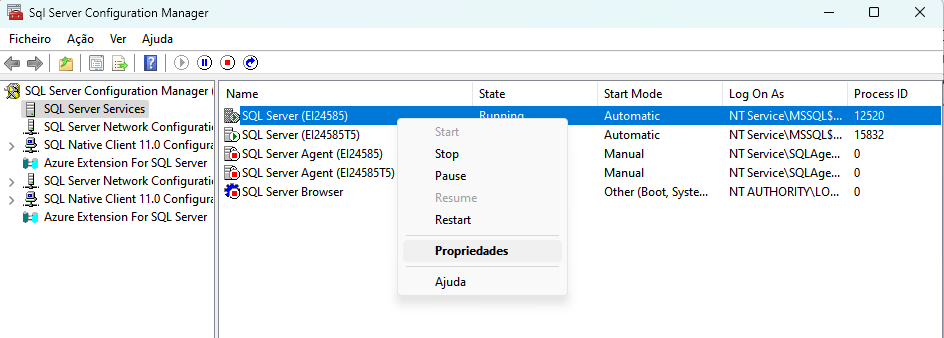 Sql Server Configuration Manager
Ficheiro Ação Ver Ajuda
SQL Server Configuration Manager (
SQL Server Services
SQL Server Network Configuration
SQL Native Client 11.0 Configura
Azure Extension For SQL Server
SQL Server Network Configuration
SQL Native Client 11.0 Configura
Azure Extension For SQL Server
Name State Start Mode Log On As Process ID
SQL Server (EI24585) Running Automatic NT Service\MSSQL$... 12520
SQL Server (EI24585T5) Automatic NT Service\MSSQL$... 15832
SQL Server Agent (EI24585) Manual NT Service\SQLAge... 0
SQL Server Agent (EI24585T5) Manual NT Service\SQLAge... 0
SQL Server Browser Other (Boot, Syste... NT AUTHORITY\LO... 0
Start
Stop
Pause
Resume
Restart
Propriedades
Ajuda